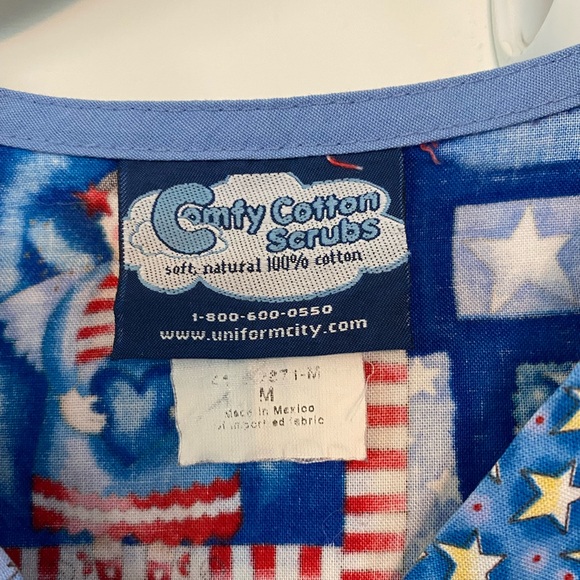 Comfy Cotton
Scrubs
soft, natural 100% cotton
1-800-600-0550
www.uniformcity.com
M
Made in Mexico
of imported fabric